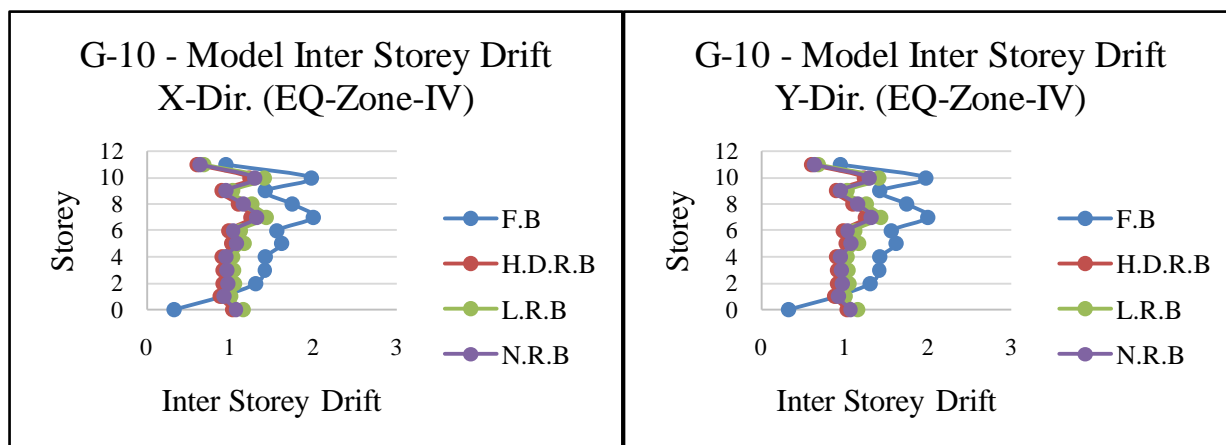 G-10 - Model Inter Storey Drift
X-Dir. (EQ-Zone-IV)
12
10
8
6
4
2
0
Storey
0 1 2 3
Inter Storey Drift
F.B
H.D.R.B
L.R.B
N.R.B
G-10 - Model Inter Storey Drift
Y-Dir. (EQ-Zone-IV)
12
10
8
6
4
2
0
Storey
0 1 2 3
Inter Storey Drift
F.B
H.D.R.B
L.R.B
N.R.B